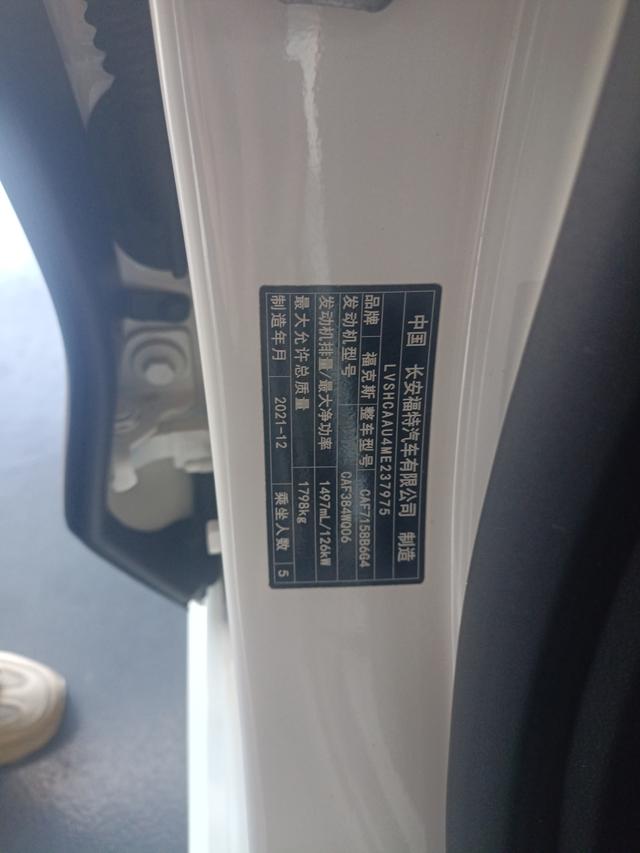 中国 长安福特汽车有限公司 制造
LVSHCAAU4ME237975
品牌 福克斯 整车型号 CAF7158B6G4
发动机型号 CAF384WQ06
发动机排量/最大净功率 1497mL/126kW
最大允许总质量 1798kg
制造年月 2021-12 乘坐人数 5